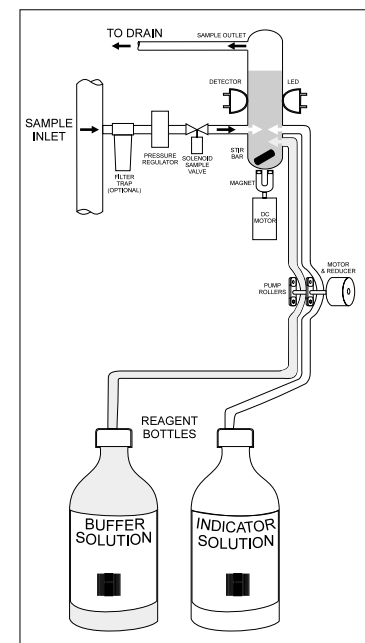 TO DRAIN
SAMPLE OUTLET
DETECTOR
LED
SAMPLE
INLET
PRESSURE
REGULATOR
SOLENOID
SAMPLE
VALVE
STIR
BAR
FILTER
TRAP
(OPTIONAL)
MAGNET
DC
MOTOR
MOTOR
& REDUCER
PUMP
ROLLERS
REAGENT
BOTTLES
BUFFER
SOLUTION
INDICATOR
SOLUTION